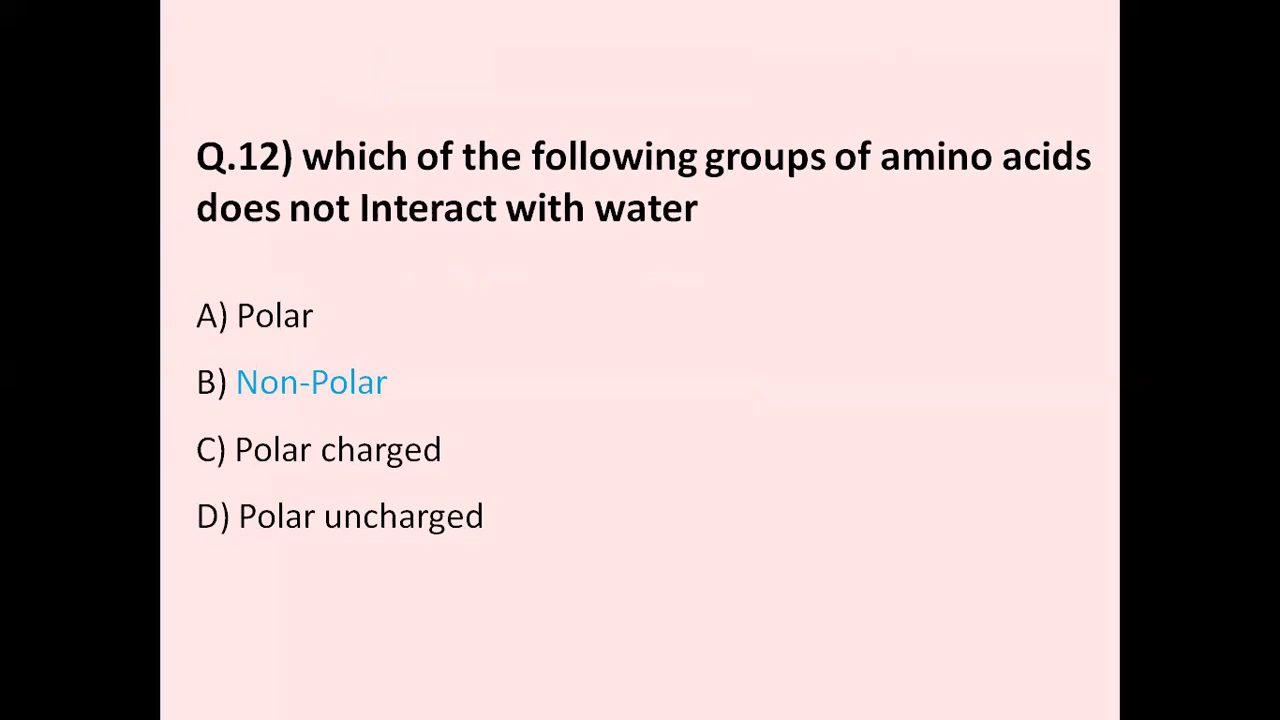 Q.12) which of the following groups of amino acids
does not Interact with water
A) Polar
B) Non-Polar
C) Polar charged
D) Polar uncharged